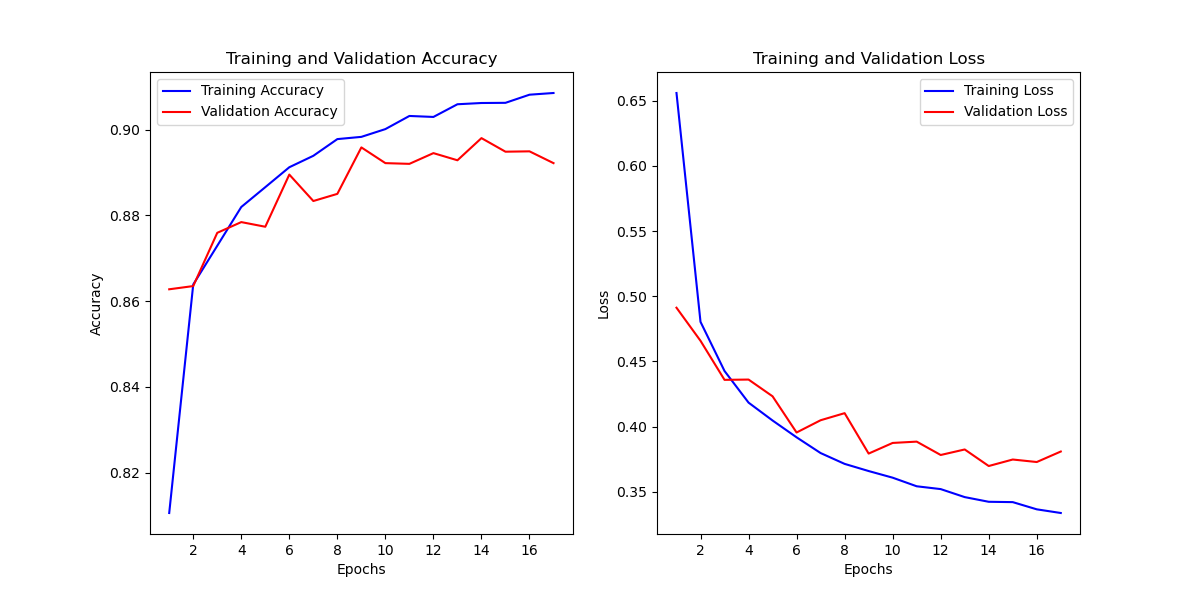 Training and Validation Accuracy
Training Accuracy
Validation Accuracy
0.90
0.88
0.86
0.84
0.82
Accuracy
2 4 6 8 10 12 14 16
Epochs
Training and Validation Loss
Training Loss
Validation Loss
0.65
0.60
0.55
0.50
0.45
0.40
0.35
Loss
2 4 6 8 10 12 14 16
Epochs